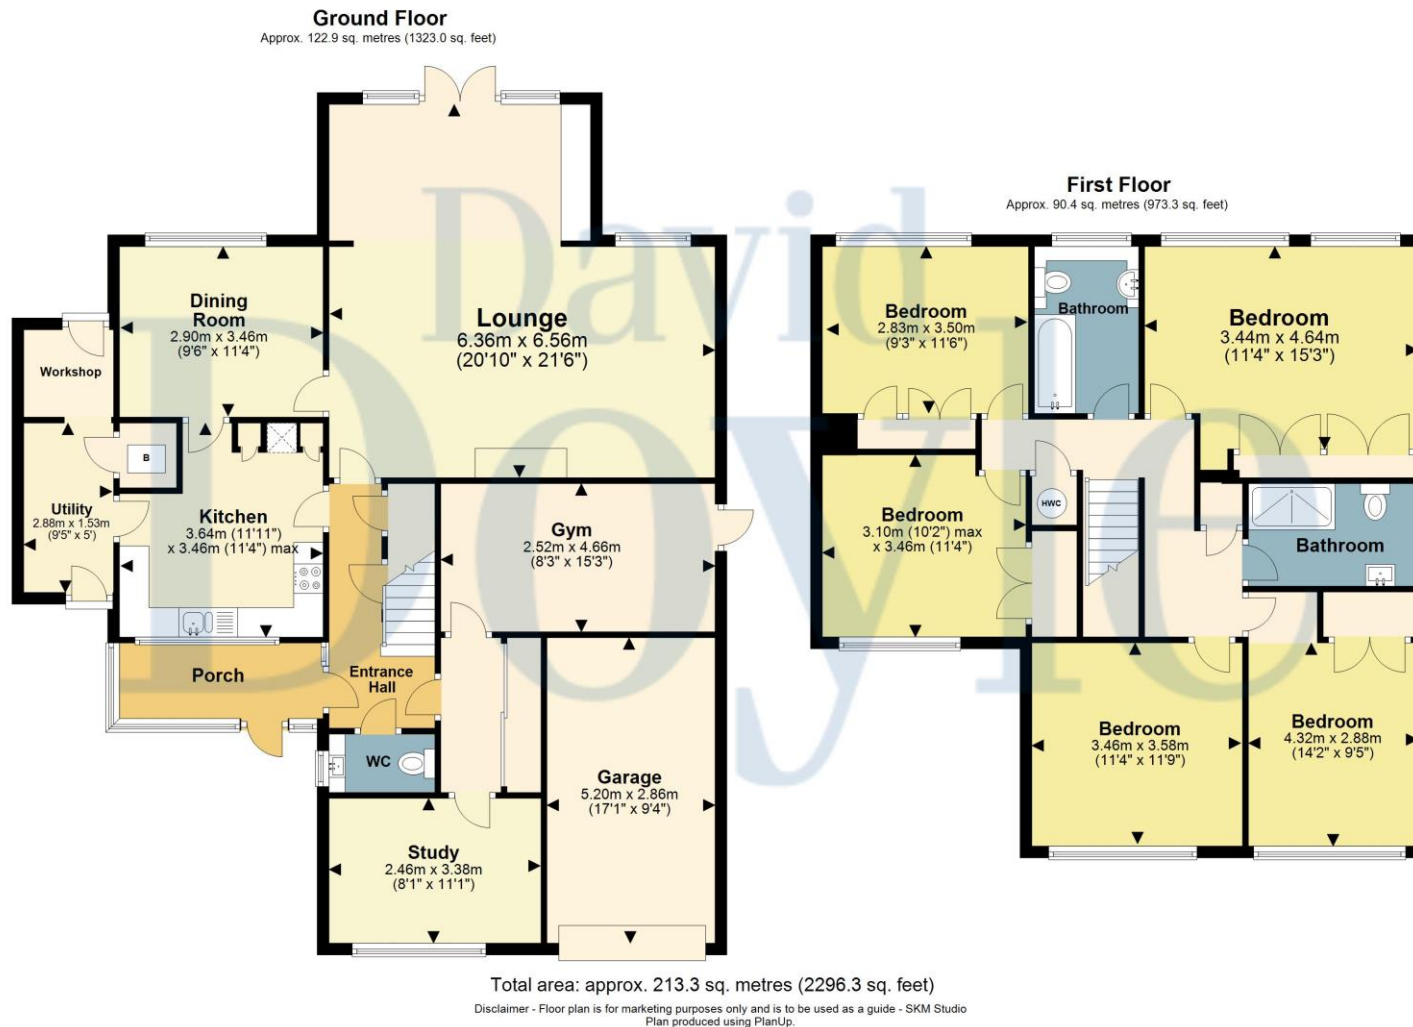 Ground Floor
Approx. 122.9 sq. metres (1323.0 sq. feet)
Dining
Room
2.90m x 3.46m
(9'6" x 11'4")
Lounge
6.36m x 6.56m
(20'10" x 21'6")
Workshop
B
Utility
2.88m x 1.53m
(9'5" x 5')
Kitchen
3.64m (11'11")
x 3.46m (11'4") max
Gym
2.52m x 4.66m
(8'3" x 15'3")
Porch
Entrance
Hall
WC
Garage
5.20m x 2.86m
(17'1" x 9'4")
Study
2.46m x 3.38m
(8'1" x 11'1")
First Floor
Approx. 90.4 sq. metres (973.3 sq. feet)
Bedroom
2.83m x 3.50m
(9'3" x 11'6")
Bathroom
Bedroom
3.44m x 4.64m
(11'4" x 15'3")
Bedroom
3.10m (10'2") max
x 3.46m (11'4")
HWC
Bathroom
Bedroom
3.46m x 3.58m
(11'4" x 11'9")
Bedroom
4.32m x 2.88m
(14'2" x 9'5")
David
Doyle
Total area: approx. 213.3 sq. metres (2296.3 sq. feet)
Disclaimer - Floor plan is for marketing purposes only and is to be used as a guide - SKM Studio
Plan produced using PlanUp.